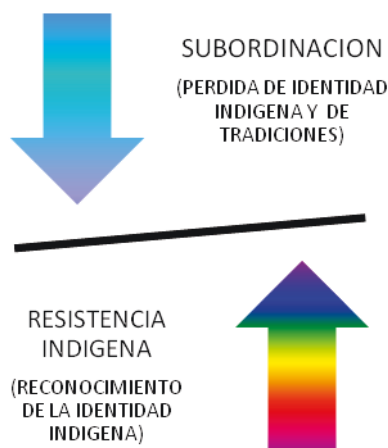 SUBORDINACION
(PERDIDA DE IDENTIDAD
INDIGENA Y DE
TRADICIONES)
RESISTENCIA
INDIGENA
(RECONOCIMIENTO
DE LA IDENTIDAD
INDIGENA)